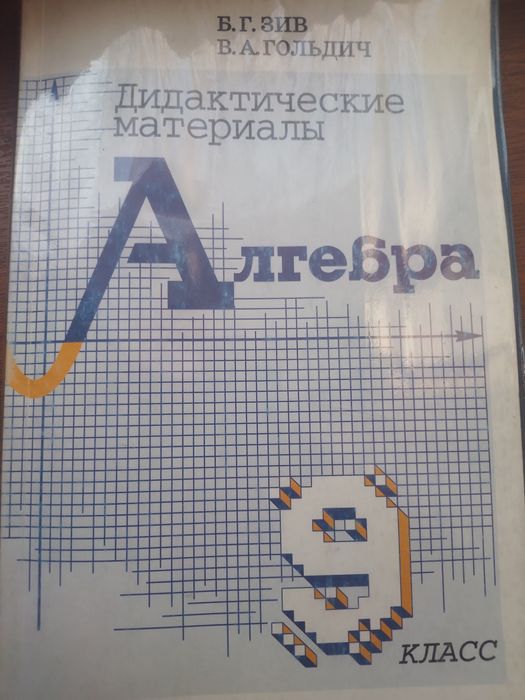 Б. Г. ЗИВ
В. А. ГОЛЬДИЧ
Дидактические
материалы
Алгебра
9
КЛАСС